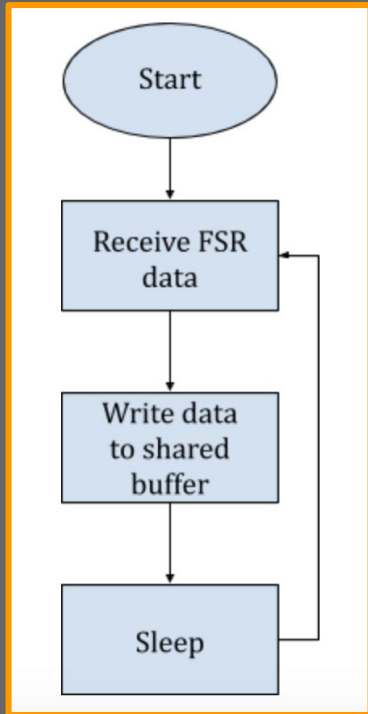 Start
Receive FSR
data
Write data
to shared
buffer
Sleep